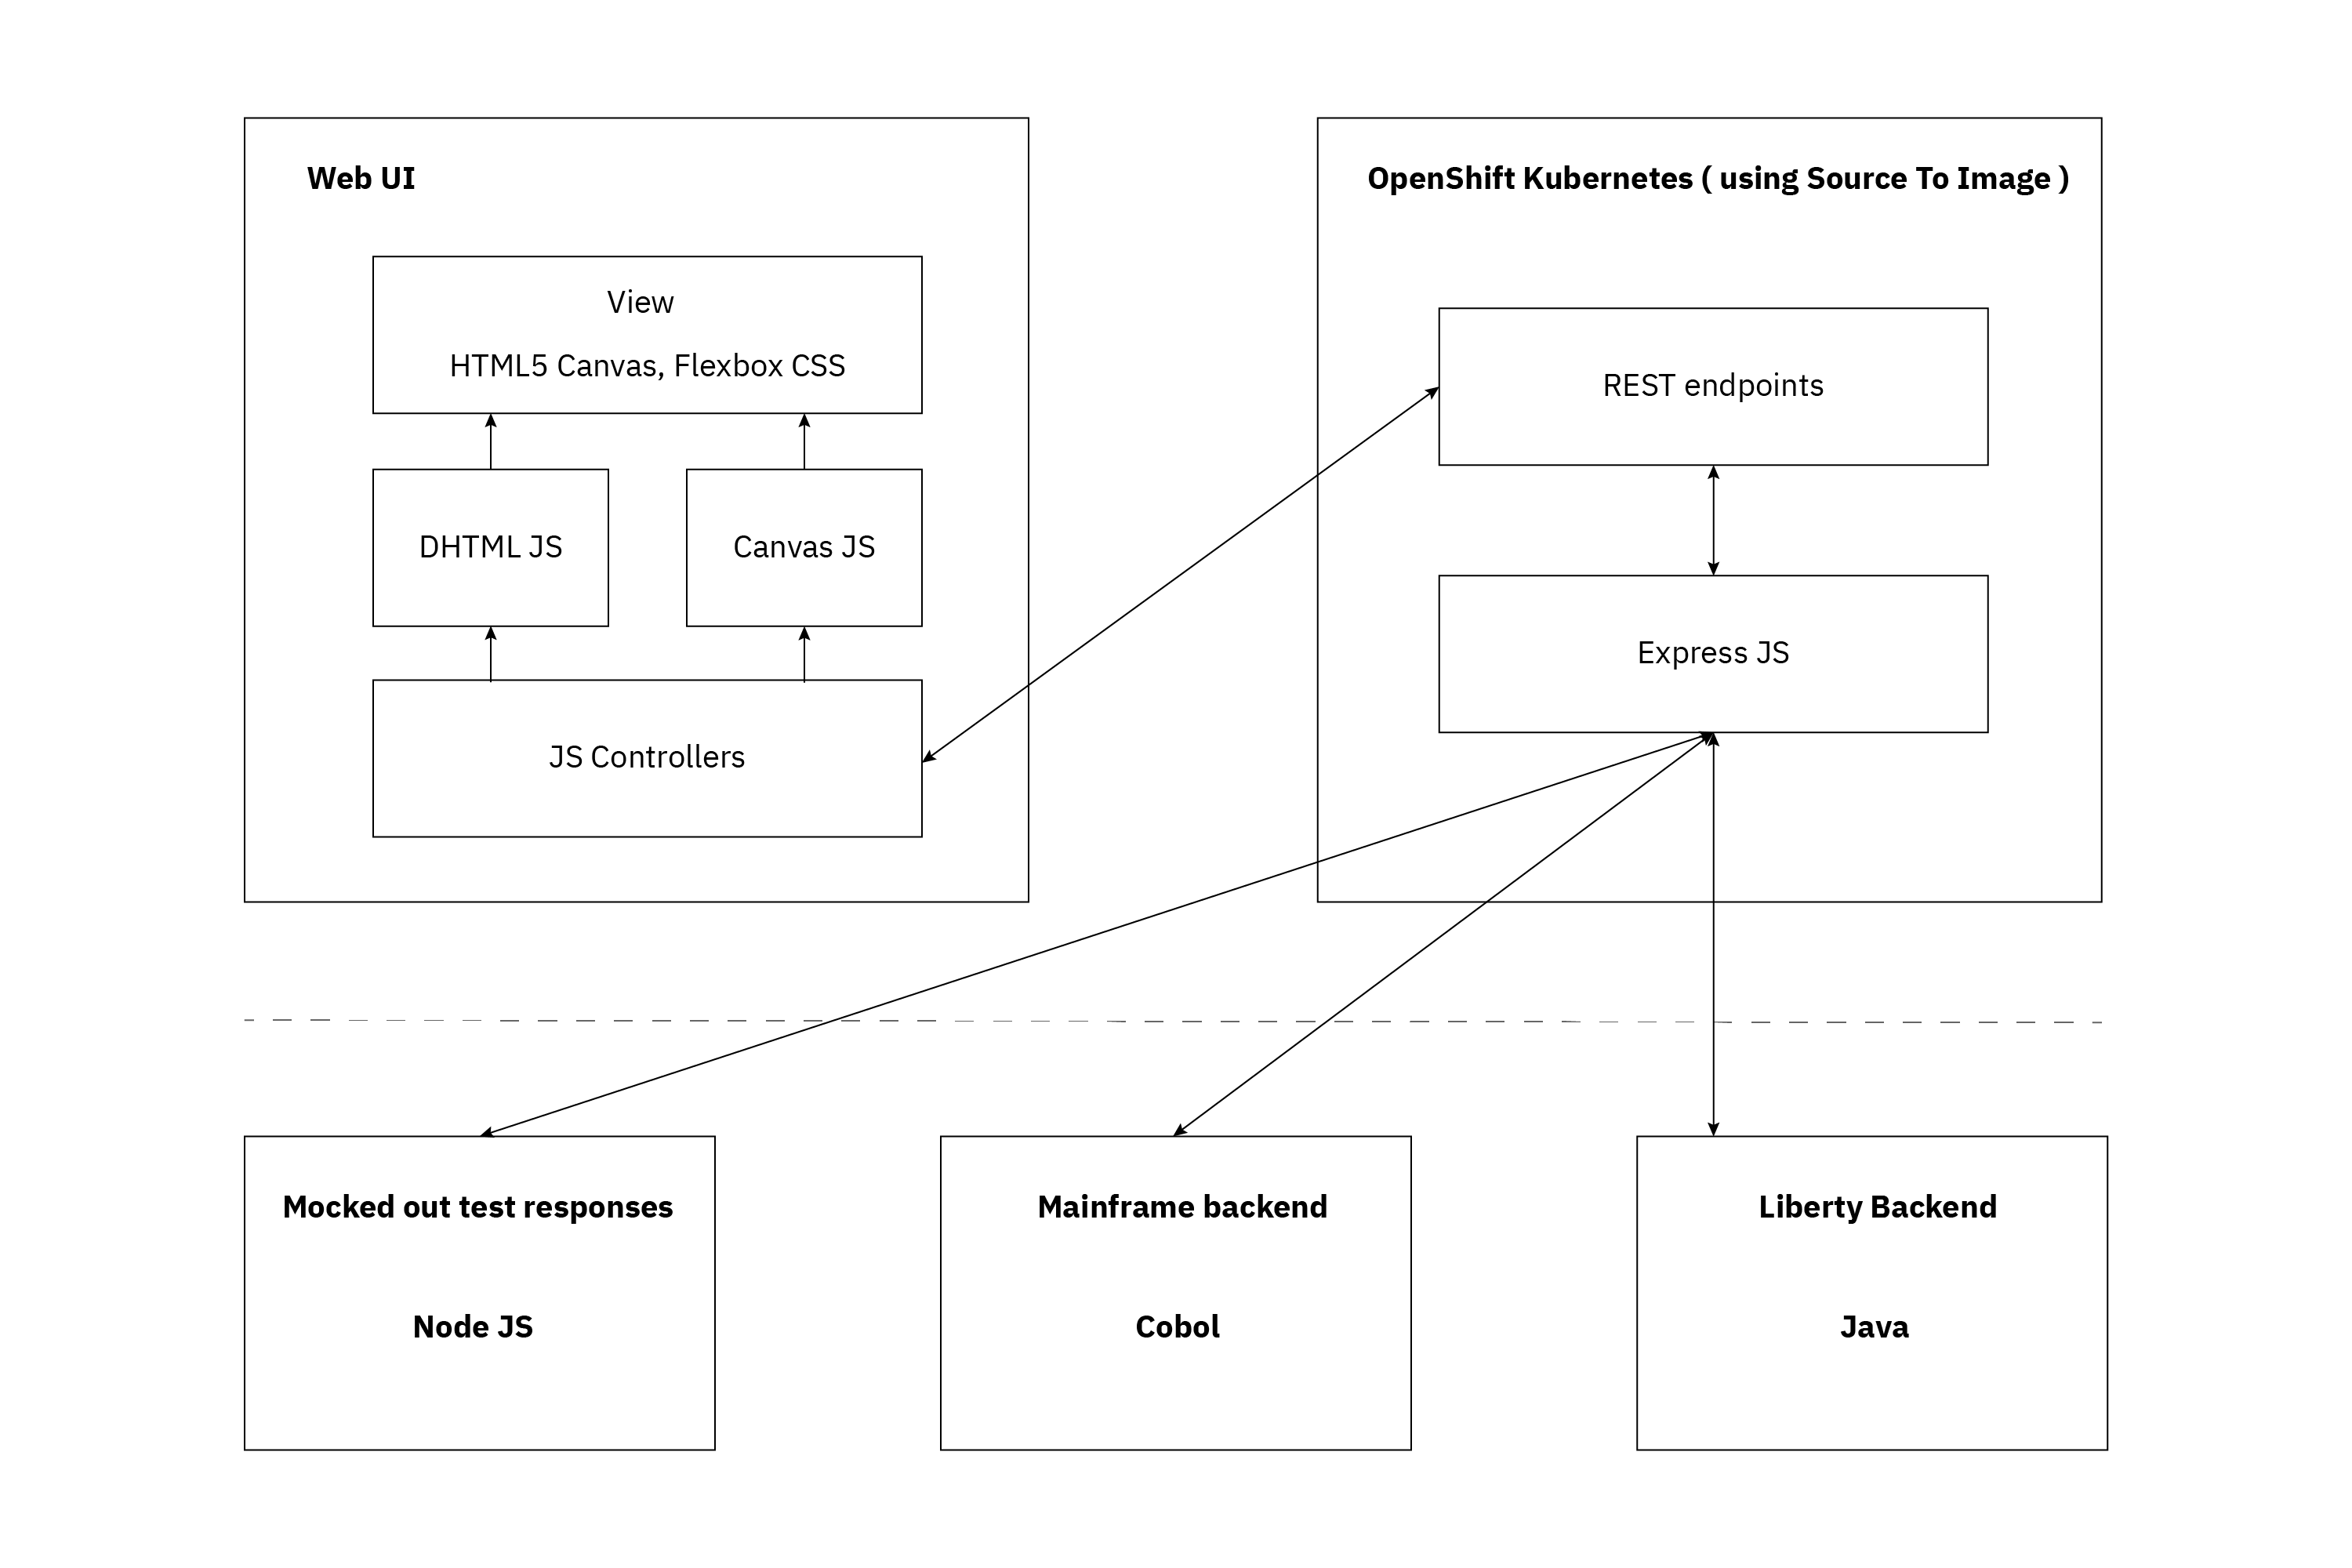 Web UI
View
HTML5 Canvas, Flexbox CSS
DHTML JS
Canvas JS
JS Controllers
OpenShift Kubernetes ( using Source To Image )
REST endpoints
Express JS
Mocked out test responses
Node JS
Mainframe backend
Cobol
Liberty Backend
Java